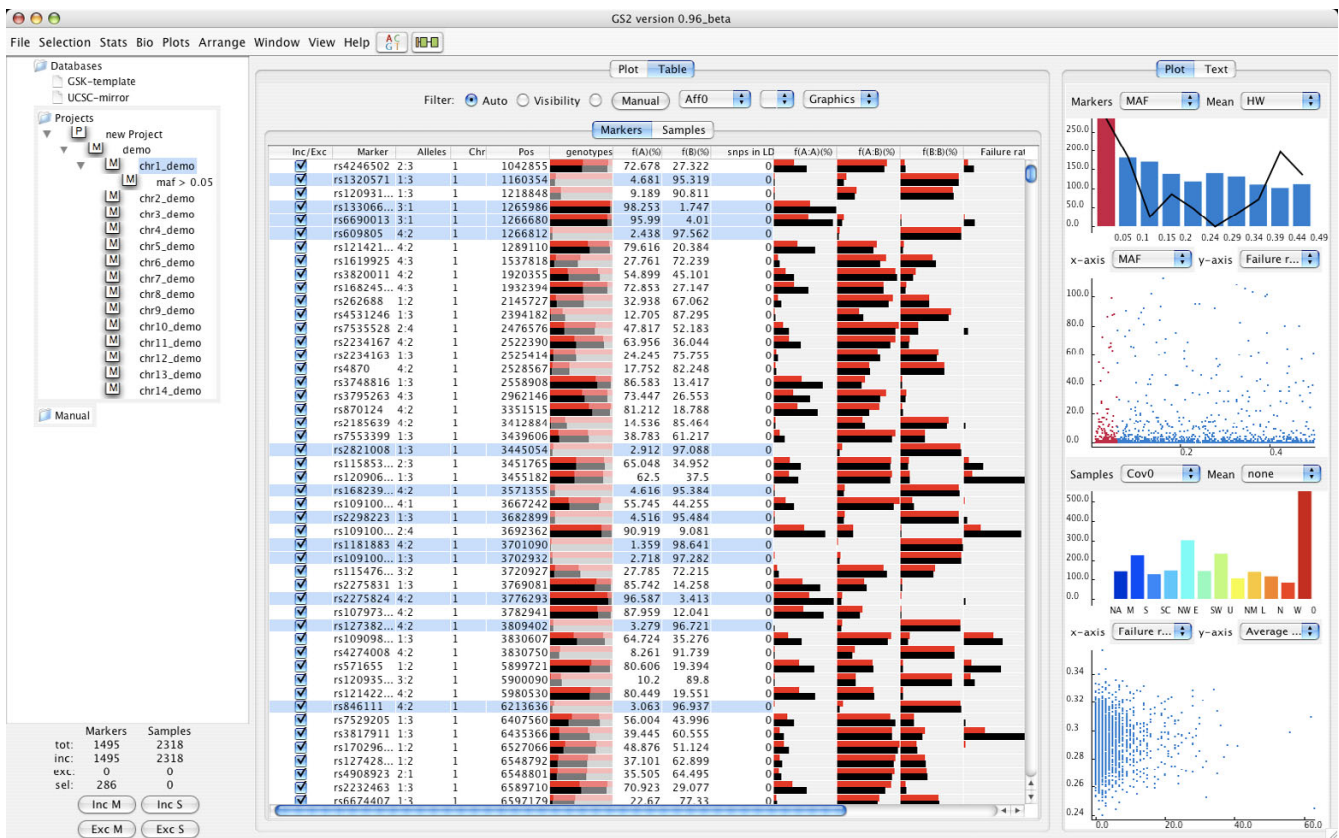 GS2 version 0.96_beta
File Selection Stats Bio Plots Arrange Window View Help A C G T
Databases
GSK-template
UCSC-mirror
Projects
P new Project
M demo
M chr1_demo
M maf > 0.05
M chr2_demo
M chr3_demo
M chr4_demo
M chr5_demo
M chr6_demo
M chr7_demo
M chr8_demo
M chr9_demo
M chr10_demo
M chr11_demo
M chr12_demo
M chr13_demo
M chr14_demo
Manual
Markers Samples
tot: 1495 2318
inc: 1495 2318
exc: 0 0
sel: 286 0
Inc M Inc S
Exc M Exc S
Plot Table
Filter: Auto Visibility Manual Aff0 Graphics
Markers Samples
Inc/Exc Marker Alleles Chr Pos genotypes f(A)(%) f(B)(%) snps in LD f(A:A)(%) f(A:B)(%) f(B:B)(%) Failure rat
rs4246502 2:3 1 1042855 72.678 27.322 0
rs1320571 1:3 1 1160354 4.681 95.319 0
rs120931... 1:3 1 1218848 9.189 90.811 0
rs133066... 3:1 1 1265986 98.253 1.747 0
rs6690013 3:1 1 1266680 95.99 4.01 0
rs609805 4:2 1 1266812 2.438 97.562 0
rs121421... 4:2 1 1289110 79.616 20.384 0
rs1619925 4:3 1 1537818 27.761 72.239 0
rs3820011 4:2 1 1920355 54.899 45.101 0
rs168245... 4:3 1 1932394 72.853 27.147 0
rs262688 1:2 1 2145727 32.938 67.062 0
rs4531246 1:3 1 2394182 12.705 87.295 0
rs7535528 2:4 1 2476576 47.817 52.183 0
rs2234167 4:2 1 2522390 63.956 36.044 0
rs2234163 1:3 1 2525414 24.245 75.755 0
rs4870 4:2 1 2528567 17.752 82.248 0
rs3748816 1:3 1 2558908 86.583 13.417 0
rs3795263 4:3 1 2962146 73.447 26.553 0
rs870124 4:2 1 3351515 81.212 18.788 0
rs2185639 4:2 1 3412884 14.536 85.464 0
rs7553399 1:3 1 3439606 38.783 61.217 0
rs2821008 1:3 1 3445054 2.912 97.088 0
rs115853... 2:3 1 3451765 65.048 34.952 0
rs120906... 1:3 1 3455182 62.5 37.5 0
rs168239... 4:2 1 3571355 4.616 95.384 0
rs109100... 4:1 1 3667242 55.745 44.255 0
rs2298223 1:3 1 3682899 4.516 95.484 0
rs109100... 2:4 1 3692362 90.919 9.081 0
rs1181883 4:2 1 3701090 1.359 98.641 0
rs109100... 1:3 1 3702932 2.718 97.282 0
rs115476... 3:2 1 3720927 27.785 72.215 0
rs2275831 1:3 1 3769081 85.742 14.258 0
rs2275824 4:2 1 3776293 96.587 3.413 0
rs107973... 4:2 1 3782941 87.959 12.041 0
rs127382... 4:2 1 3809402 3.279 96.721 0
rs109098... 1:3 1 3830607 64.724 35.276 0
rs4274008 4:2 1 3830750 8.261 91.739 0
rs571655 1:2 1 5899721 80.606 19.394 0
rs122935... 3:2 1 5900090 10.2 89.8 0
rs121422... 4:2 1 5980530 80.449 19.551 0
rs846111 4:2 1 6213636 3.063 96.937 0
rs7529205 1:3 1 6407560 56.004 43.996 0
rs3817911 1:3 1 6435366 39.445 60.555 0
rs170296... 1:2 1 6527066 48.876 51.124 0
rs127428... 1:2 1 6548792 37.101 62.899 0
rs4908923 2:1 1 6548801 35.505 64.495 0
rs2232463 1:3 1 6589710 70.923 29.077 0
rs6674407 1:3 1 6597179 22.67 77.33 0
Plot Text
Markers MAF Mean HW
250.0
200.0
150.0
100.0
50.0
0.0
0.05 0.1 0.15 0.2 0.24 0.29 0.34 0.39 0.44 0.49
x-axis MAF y-axis Failure r...
100.0
60.0
40.0
20.0
0.0
0.2 0.4
Samples Cov0 Mean none
500.0
400.0
300.0
200.0
100.0
0.0
NA M S SC NW E SW U NM L N W 0
x-axis Failure r... y-axis Average ...
0.34
0.32
0.30
0.28
0.26
0.24
0.0 20.0 40.0 60.0